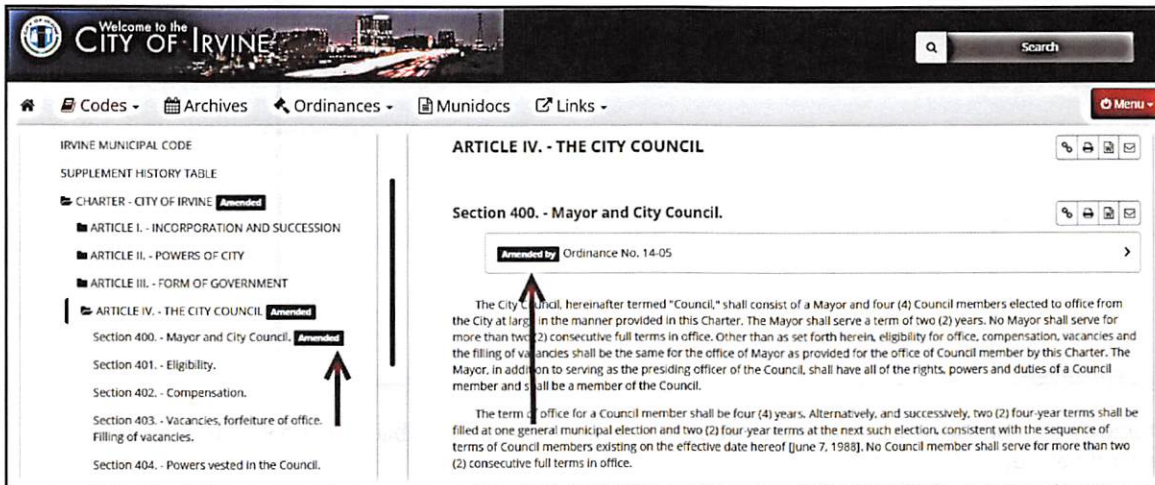 Welcome to the
CITY OF IRVINE
Search
Codes
Archives
Ordinances
Munidocs
Links
Menu
IRVINE MUNICIPAL CODE
SUPPLEMENT HISTORY TABLE
CHARTER - CITY OF IRVINE Amended
ARTICLE I. - INCORPORATION AND SUCCESSION
ARTICLE II. - POWERS OF CITY
ARTICLE III. - FORM OF GOVERNMENT
ARTICLE IV. - THE CITY COUNCIL Amended
Section 400. - Mayor and City Council. Amended
Section 401. - Eligibility.
Section 402. - Compensation.
Section 403. - Vacancies, forfeiture of office.
Filling of vacancies.
Section 404. - Powers vested in the Council.
ARTICLE IV. - THE CITY COUNCIL
Section 400. - Mayor and City Council.
Amended by Ordinance No. 14-05
The City Council, hereinafter termed "Council," shall consist of a Mayor and four (4) Council members elected to office from
the City at large in the manner provided in this Charter. The Mayor shall serve a term of two (2) years. No Mayor shall serve for
more than two (2) consecutive full terms in office. Other than as set forth herein, eligibility for office, compensation, vacancies and
the filling of vacancies shall be the same for the office of Mayor as provided for the office of Council member by this Charter. The
Mayor, in addition to serving as the presiding officer of the Council, shall have all of the rights, powers and duties of a Council
member and shall be a member of the Council.
The term of office for a Council member shall be four (4) years. Alternatively, and successively, two (2) four-year terms shall be
filled at one general municipal election and two (2) four-year terms at the next such election, consistent with the sequence of
terms of Council members existing on the effective date hereof [June 7, 1988]. No Council member shall serve for more than two
(2) consecutive full terms in office.